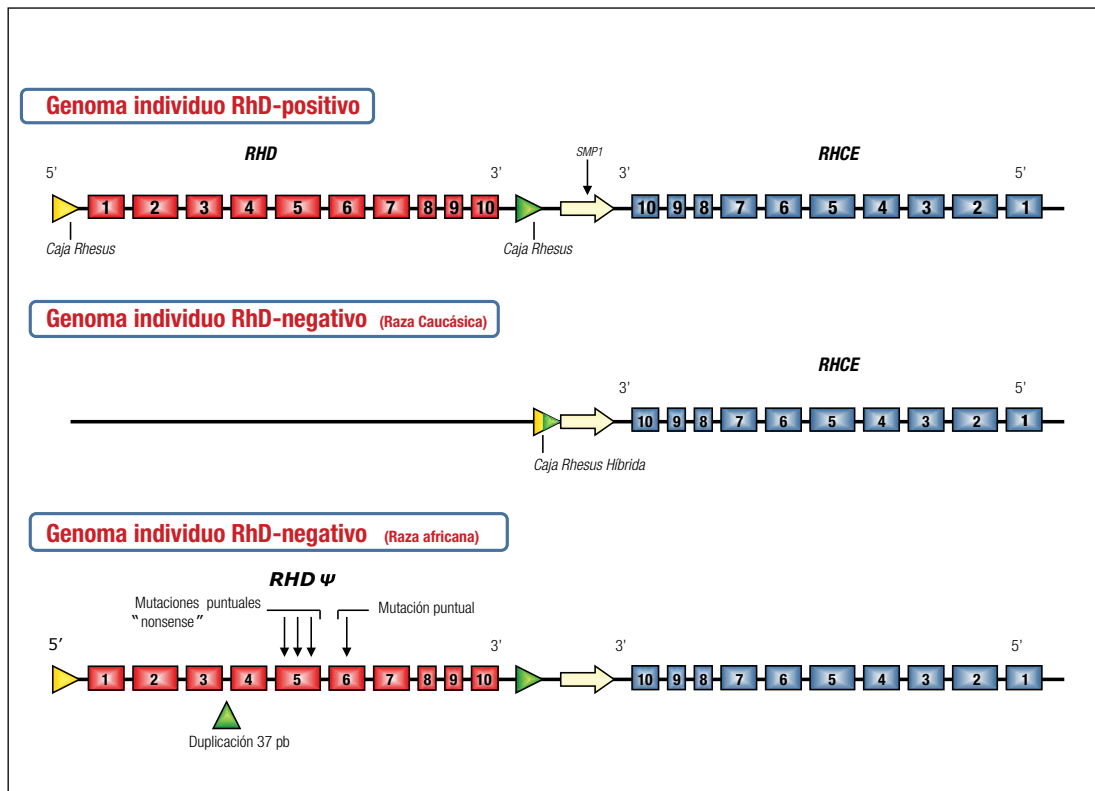 Genoma individuo RhD-positivo
RHD
SMP1
RHCE
5’ 3’ 3’ 5’
1 2 3 4 5 6 7 8 9 10 10 9 8 7 6 5 4 3 2 1
Caja Rhesus Caja Rhesus
Genoma individuo RhD-negativo (Raza Caucásica)
RHCE
3’ 5’
10 9 8 7 6 5 4 3 2 1
Caja Rhesus Híbrida
Genoma individuo RhD-negativo (Raza africana)
RHD Ψ
Mutaciones puntuales
"nonsense"
Mutación puntual
5’ 3’ 3’ 5’
1 2 3 4 5 6 7 8 9 10 10 9 8 7 6 5 4 3 2 1
Duplicación 37 pb